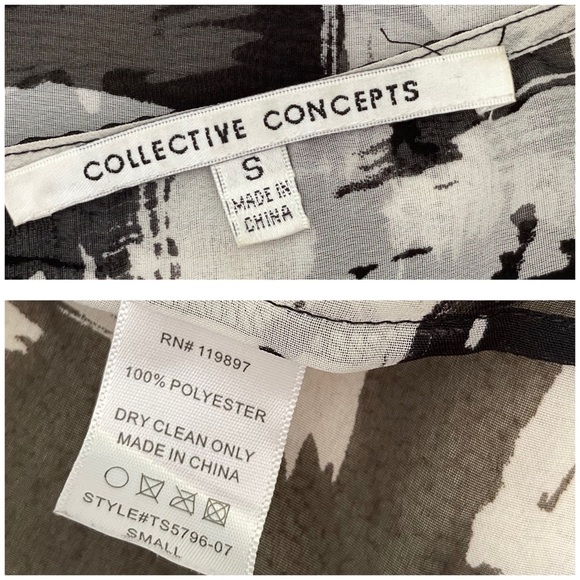 COLLECTIVE CONCEPTS
S
MADE IN
CHINA
RN# 119897
100% POLYESTER
DRY CLEAN ONLY
MADE IN CHINA
STYLE#TS5796-07
SMALL